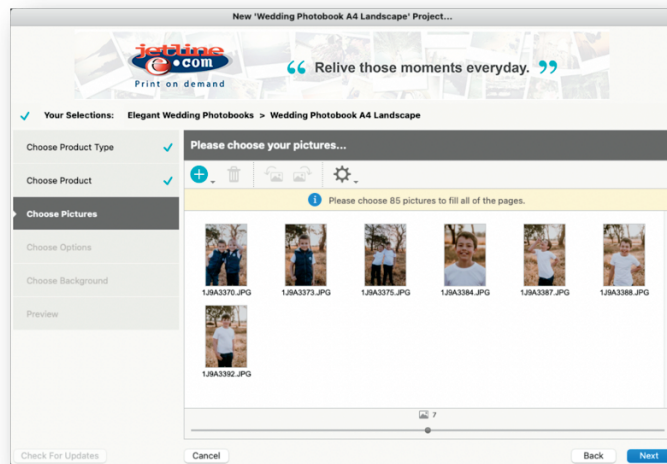 New 'Wedding Photobook A4 Landscape' Project...
jetline
e.com
Print on demand
“ Relive those moments everyday. ”
Your Selections: Elegant Wedding Photobooks > Wedding Photobook A4 Landscape
Choose Product Type
Choose Product
Choose Pictures
Choose Options
Choose Background
Preview
Please choose your pictures...
Please choose 85 pictures to fill all of the pages.
1J9A3370.JPG 1J9A3373.JPG 1J9A3375.JPG 1J9A3384.JPG 1J9A3387.JPG 1J9A3388.JPG
1J9A3392.JPG
7
Check For Updates Cancel Back Next